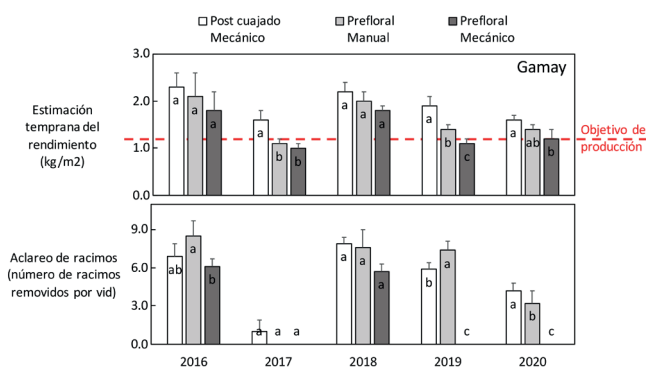 Post cuajado
Mecánico
Prefloral
Manual
Prefloral
Mecánico
Estimación
temprana del
rendimiento
(kg/m2)
3.0
2.0
1.0
0.0
Gamay
a a a
a b b
a a a
a b c
a ab b
Objetivo de
producción
Aclareo de racimos
(número de racimos
removidos por vid)
9.0
6.0
3.0
0.0
ab a b
a a a
a a a
b a c
a b c
2016 2017 2018 2019 2020